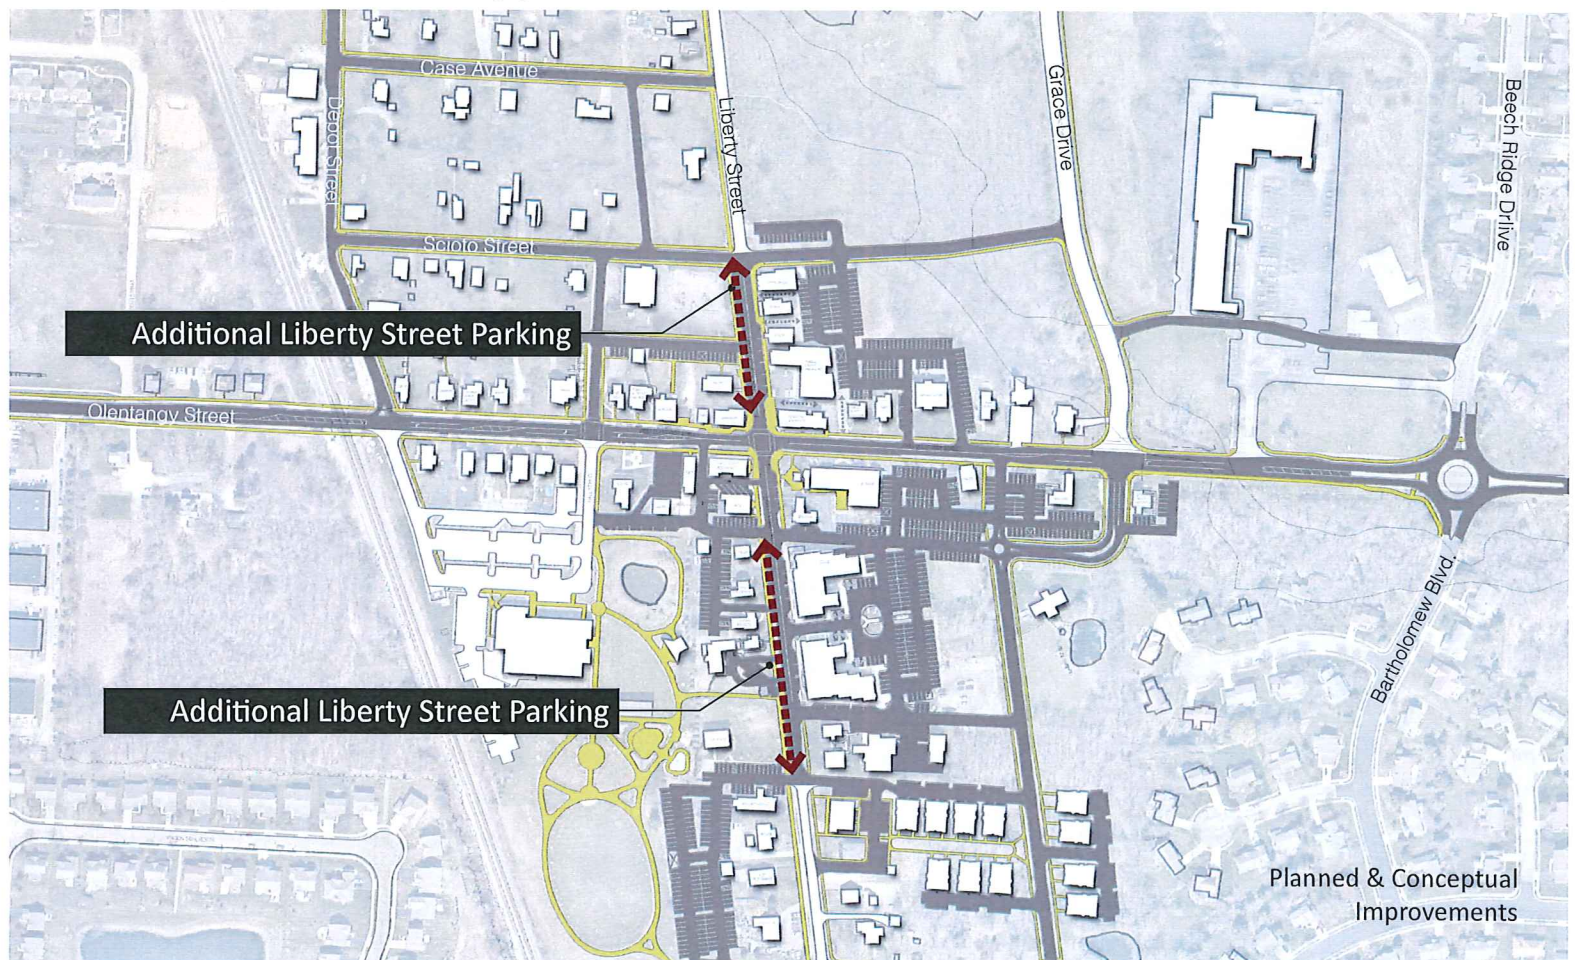 Case Avenue
Depot Street
Liberty Street
Grace Drive
Beech Ridge Drlive
Scioto Street
Additional Liberty Street Parking
Olentangy Street
Bartholomew Blvd.
Additional Liberty Street Parking
Planned & Conceptual
Improvements